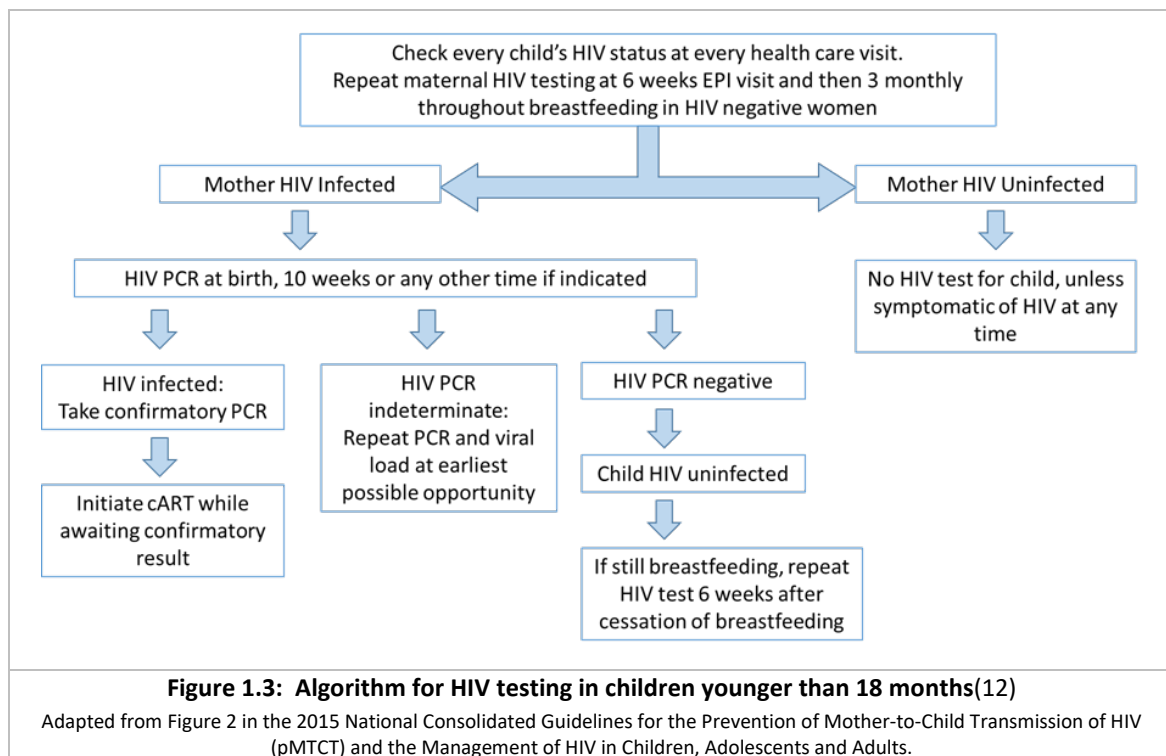 Check every child's HIV status at every health care visit.
Repeat maternal HIV testing at 6 weeks EPI visit and then 3 monthly
throughout breastfeeding in HIV negative women
Mother HIV Infected
Mother HIV Uninfected
HIV PCR at birth, 10 weeks or any other time if indicated
No HIV test for child, unless
symptomatic of HIV at any
time
HIV infected:
Take confirmatory PCR
HIV PCR
indeterminate:
Repeat PCR and viral
load at earliest
possible opportunity
HIV PCR negative
Initiate cART while
awaiting confirmatory
result
Child HIV uninfected
If still breastfeeding, repeat
HIV test 6 weeks after
cessation of breastfeeding
Figure 1.3: Algorithm for HIV testing in children younger than 18 months(12)
Adapted from Figure 2 in the 2015 National Consolidated Guidelines for the Prevention of Mother-to-Child Transmission of HIV
(pMTCT) and the Management of HIV in Children, Adolescents and Adults.